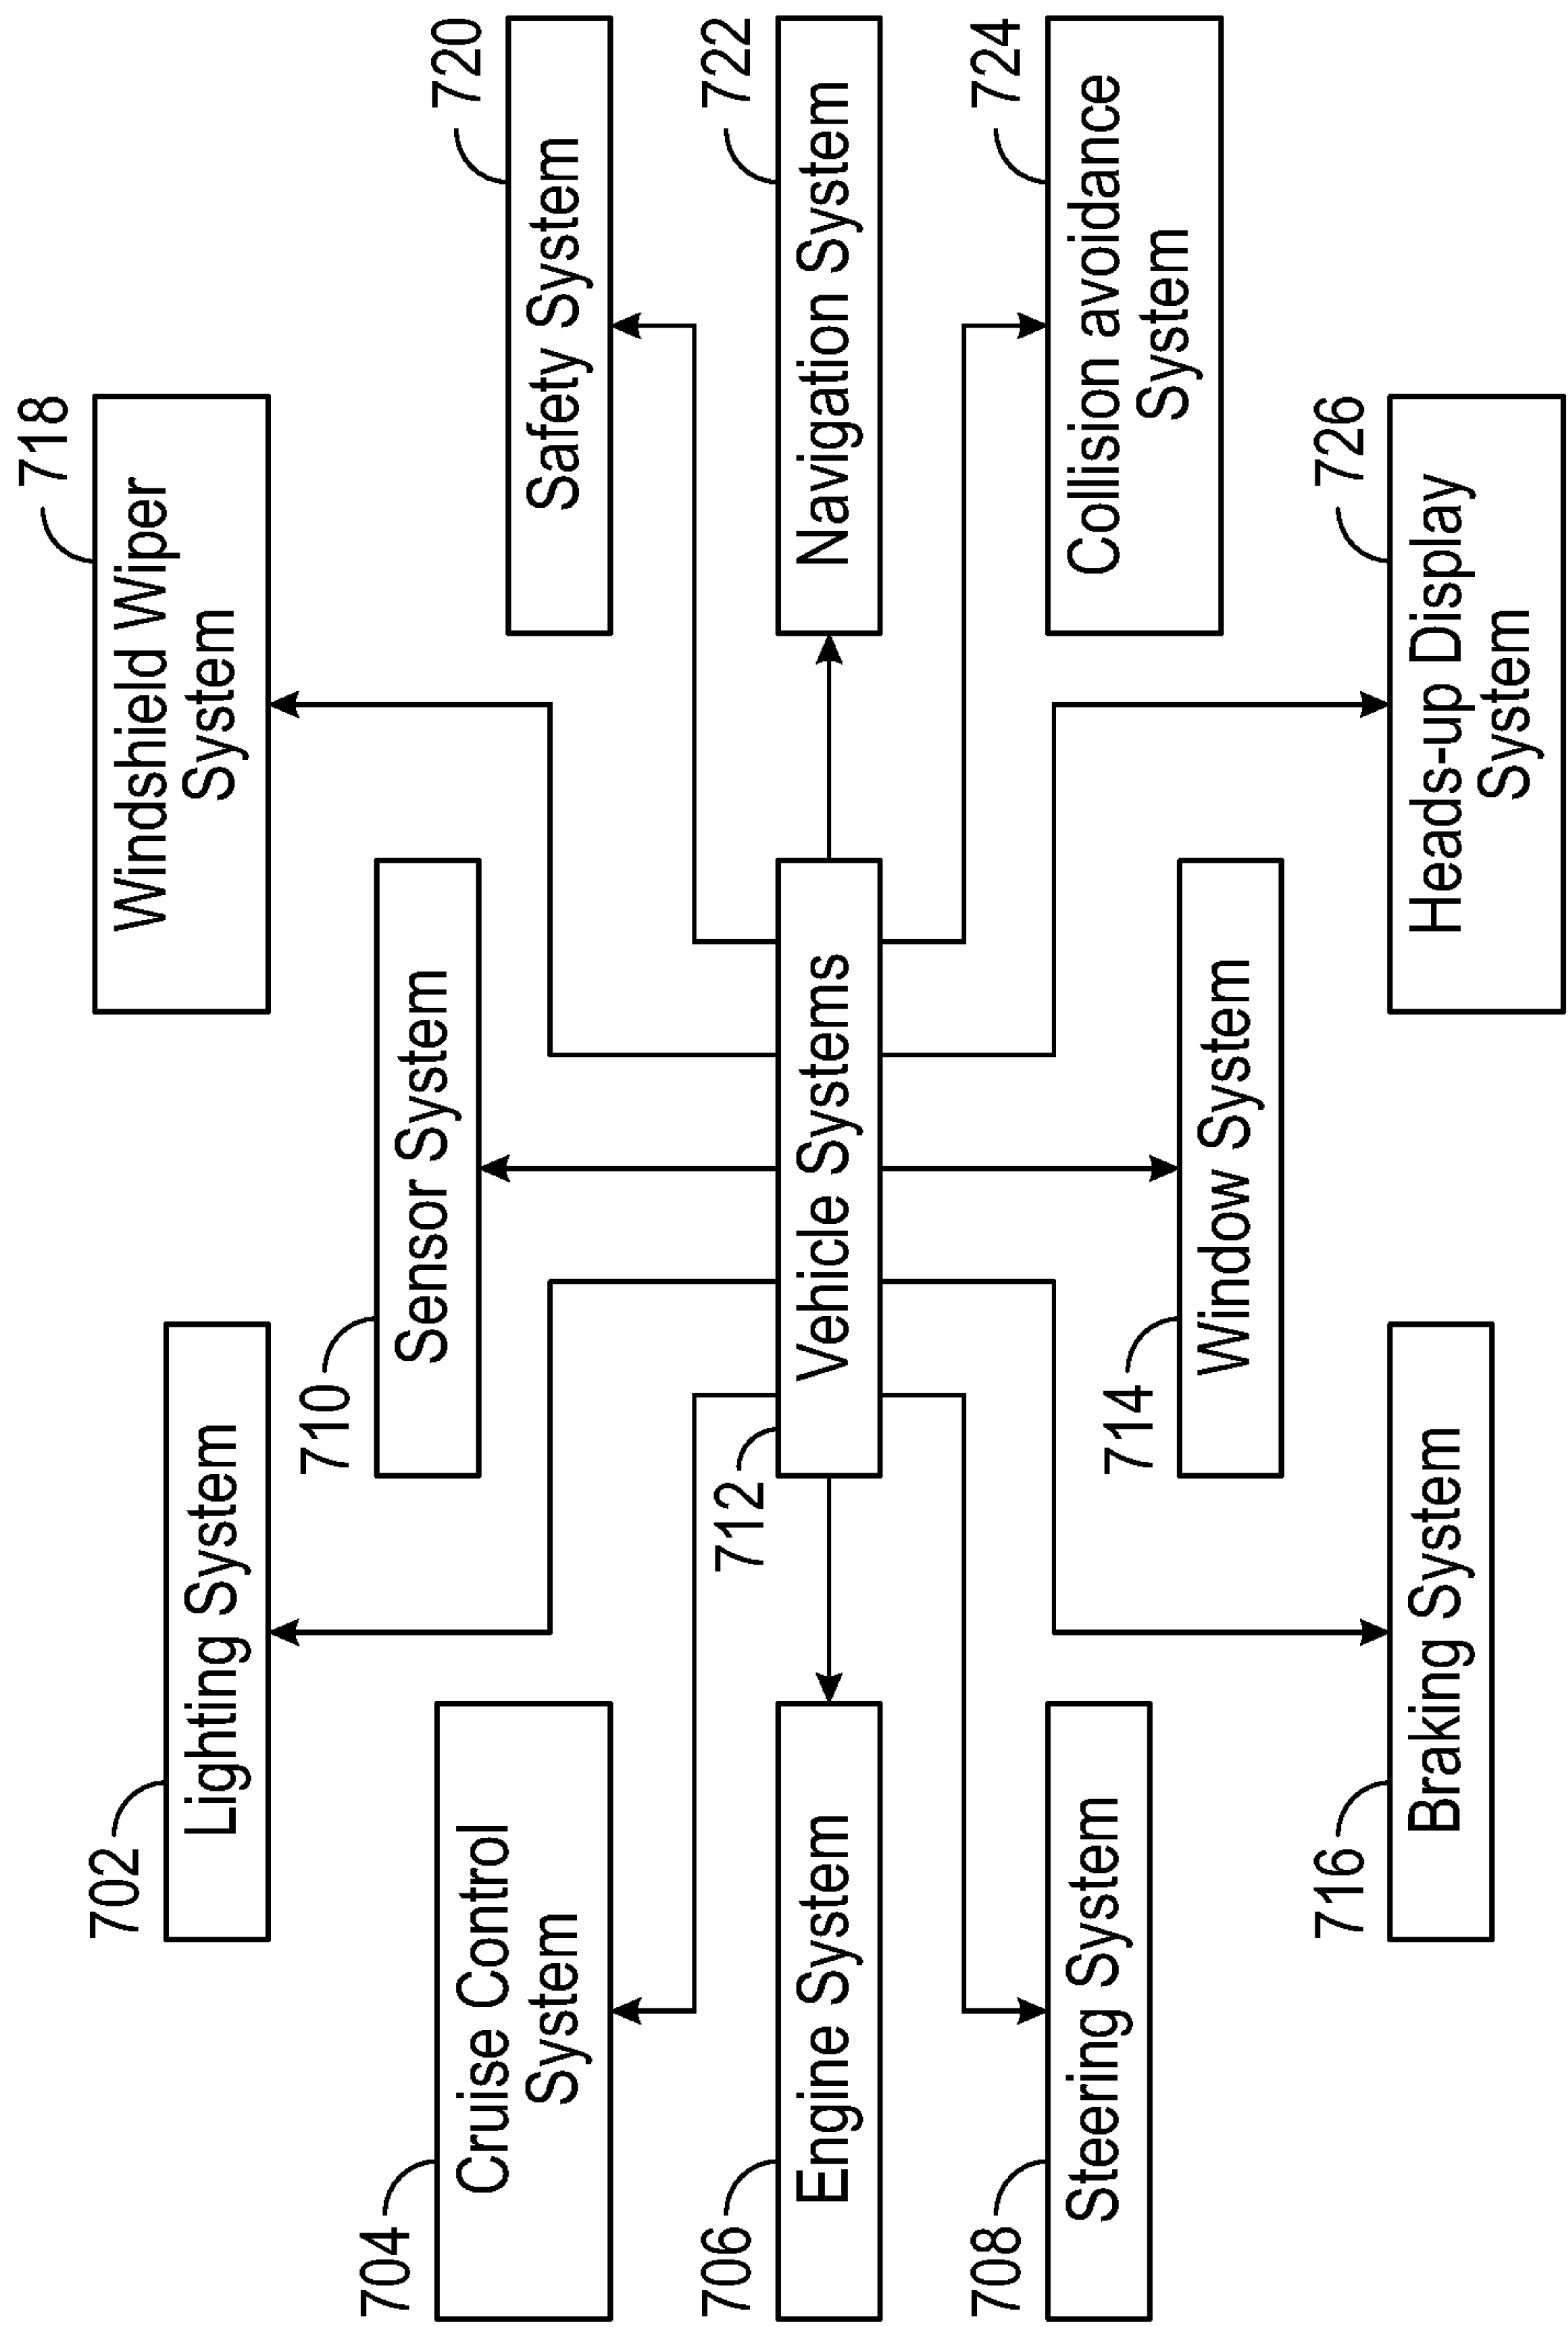 702
Lighting System
718
Windshield Wiper
System
710
Sensor System
704
Cruise Control
System
720
Safety System
712
Vehicle Systems
706
Engine System
722
Navigation System
708
Steering System
724
Collision avoidance
System
714
Window System
716
Braking System
726
Heads-up Display
System